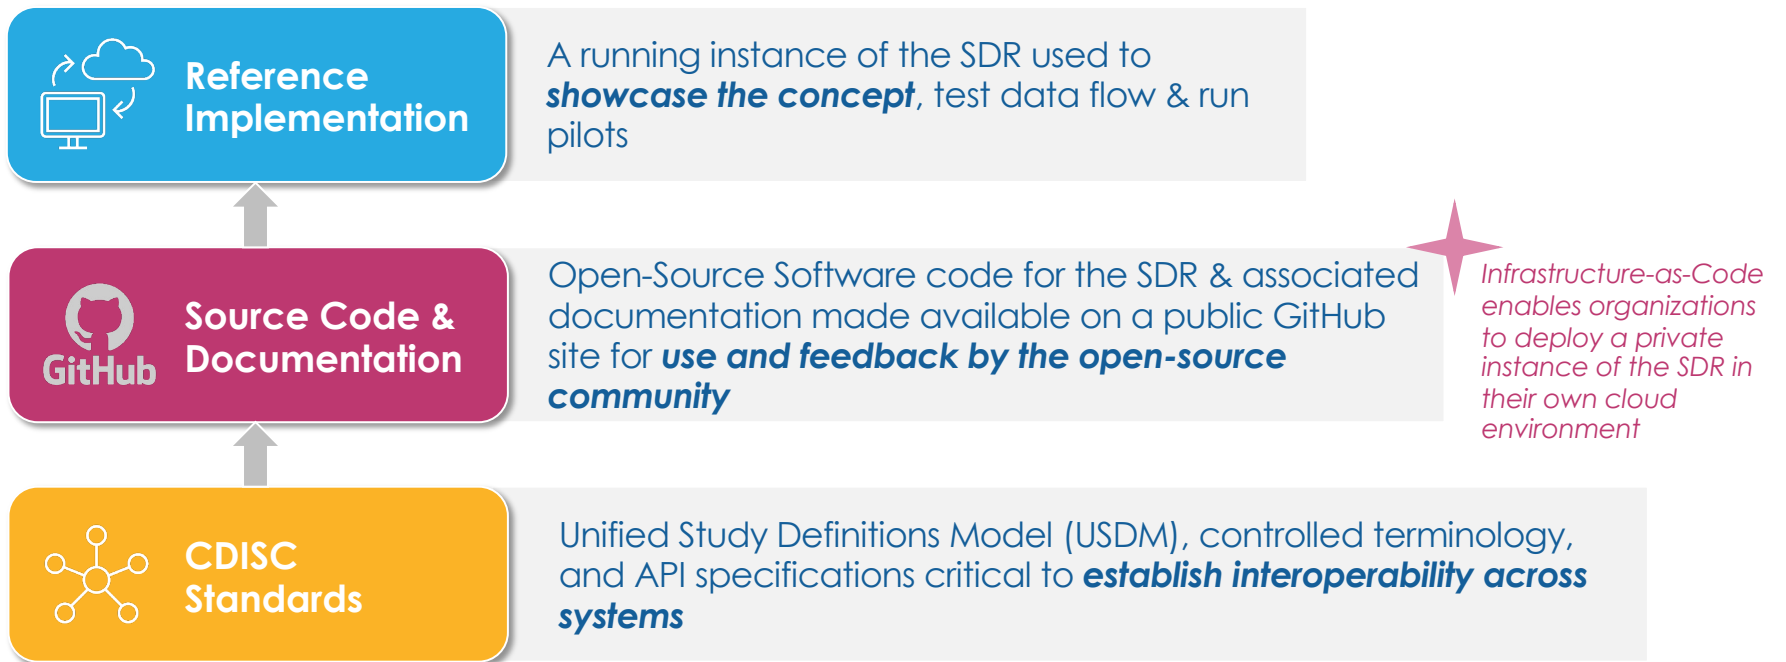 Reference
Implementation
A running instance of the SDR used to
showcase the concept, test data flow & run
pilots
GitHub
Source Code &
Documentation
Open-Source Software code for the SDR & associated
documentation made available on a public GitHub
site for use and feedback by the open-source
community
Infrastructure-as-Code
enables organizations
to deploy a private
instance of the SDR in
their own cloud
environment
CDISC
Standards
Unified Study Definitions Model (USDM), controlled terminology,
and API specifications critical to establish interoperability across
systems